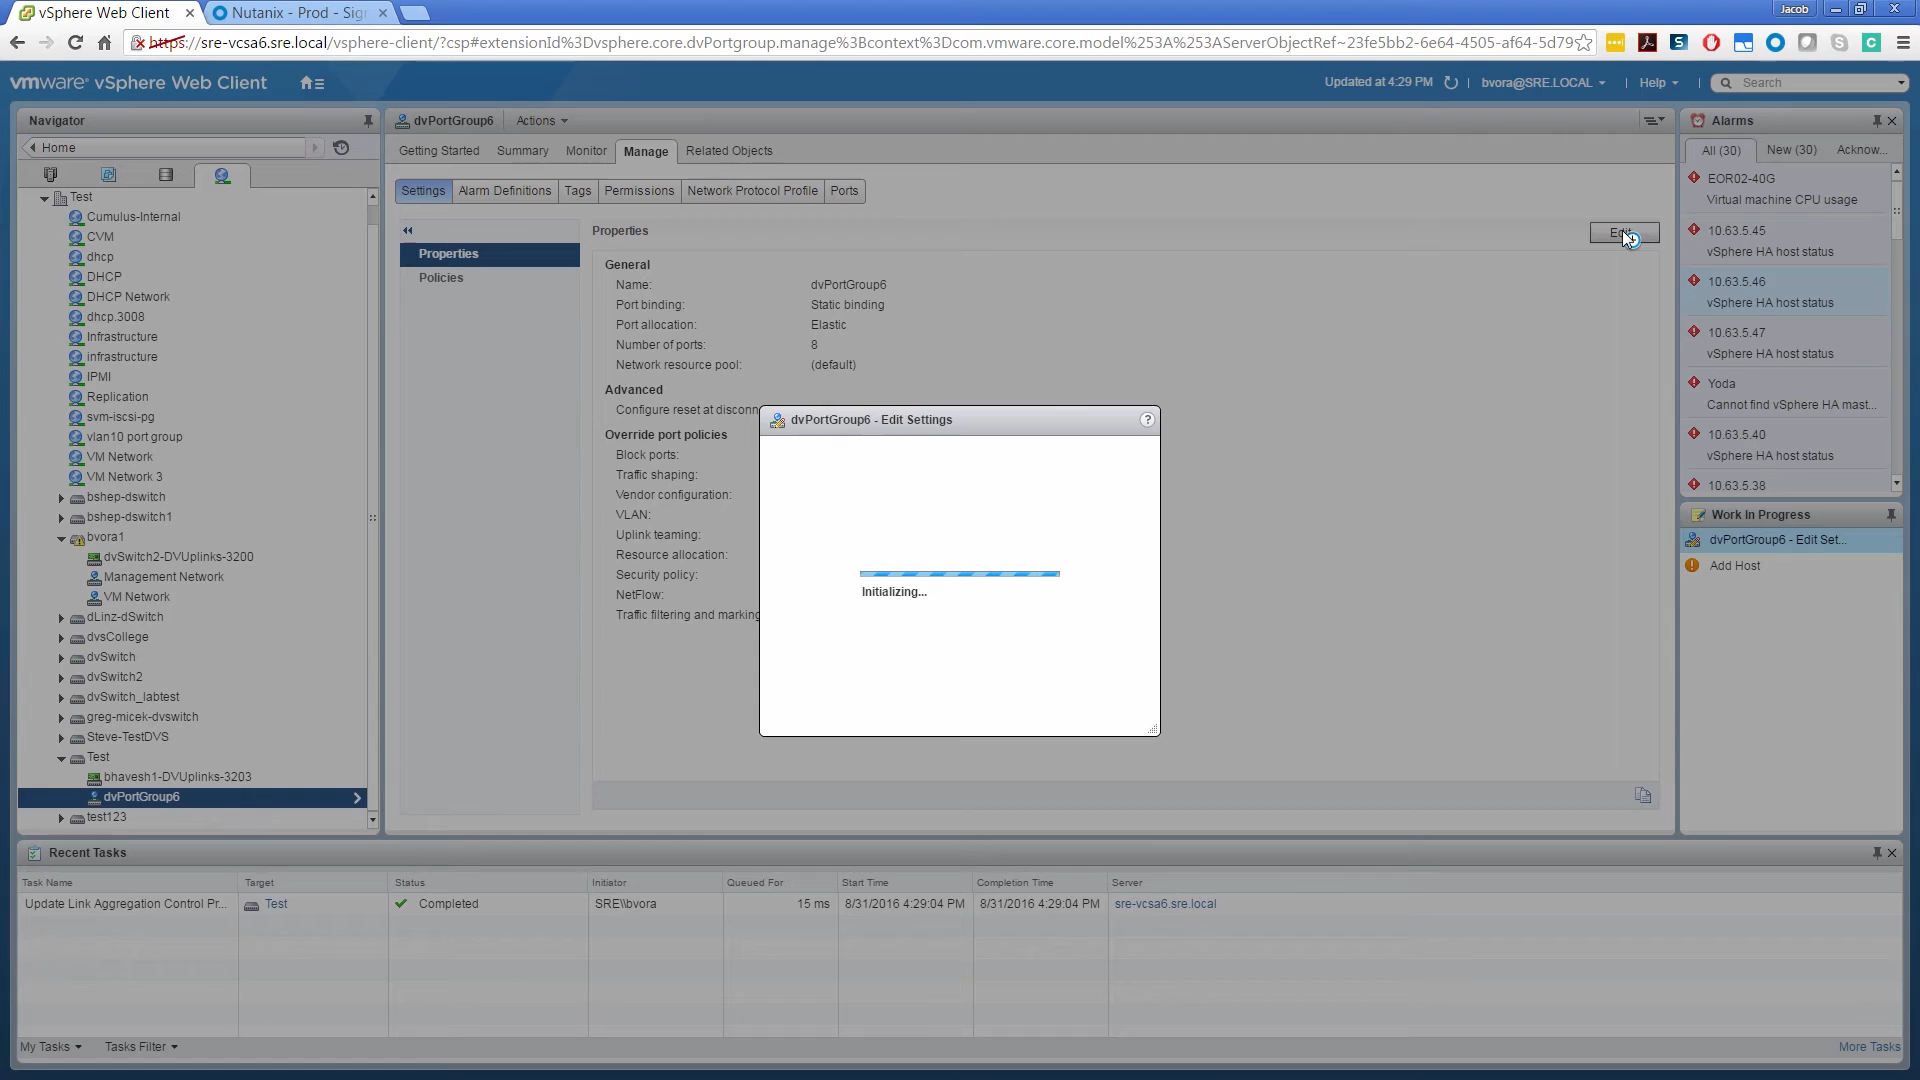 vSphere Web Client
Nutanix - Prod - Sig
Jacob
https://sre-vcsa6.sre.local/vsphere-client/?csp#extensionId%3Dvsphere.core.dvPortgroup.manage%3Bcontext%3Dcom.vmware.core.model%253A%253AServerObjectRef~23fe5bb2-6e64-4505-af64-5d79
vmware® vSphere Web Client
Updated at 4:29 PM
bvora@SRE.LOCAL
Help
Search
Navigator
Home
Test
Cumulus-Internal
CVM
dhcp
DHCP
DHCP Network
dhcp.3008
Infrastructure
infrastructure
IPMI
Replication
svm-iscsi-pg
vlan10 port group
VM Network
VM Network 3
bshep-dswitch
bshep-dswitch1
bvora1
dvSwitch2-DVUplinks-3200
Management Network
VM Network
dLinz-dSwitch
dvsCollege
dvSwitch
dvSwitch2
dvSwitch_labtest
greg-micek-dvswitch
Steve-TestDVS
Test
bhavesh1-DVUplinks-3203
dvPortGroup6
test123
dvPortGroup6
Actions
Getting Started
Summary
Monitor
Manage
Related Objects
Settings
Alarm Definitions
Tags
Permissions
Network Protocol Profile
Ports
Properties
Policies
Properties
General
Name: dvPortGroup6
Port binding: Static binding
Port allocation: Elastic
Number of ports: 8
Network resource pool: (default)
Advanced
Configure reset at disconn
Override port policies
Block ports:
Traffic shaping:
Vendor configuration:
VLAN:
Uplink teaming:
Resource allocation:
Security policy:
NetFlow:
Traffic filtering and marking
dvPortGroup6 - Edit Settings
?
Initializing...
Alarms
All (30)
New (30)
Acknow...
EOR02-40G
Virtual machine CPU usage
10.63.5.45
vSphere HA host status
10.63.5.46
vSphere HA host status
10.63.5.47
vSphere HA host status
Yoda
Cannot find vSphere HA mast...
10.63.5.40
vSphere HA host status
10.63.5.38
Work In Progress
dvPortGroup6 - Edit Set...
Add Host
Recent Tasks
Task Name Target Status Initiator Queued For Start Time Completion Time Server
Update Link Aggregation Control Pr... Test Completed SRE\\bvora 15 ms 8/31/2016 4:29:04 PM 8/31/2016 4:29:04 PM sre-vcsa6.sre.local
My Tasks
Tasks Filter
More Tasks